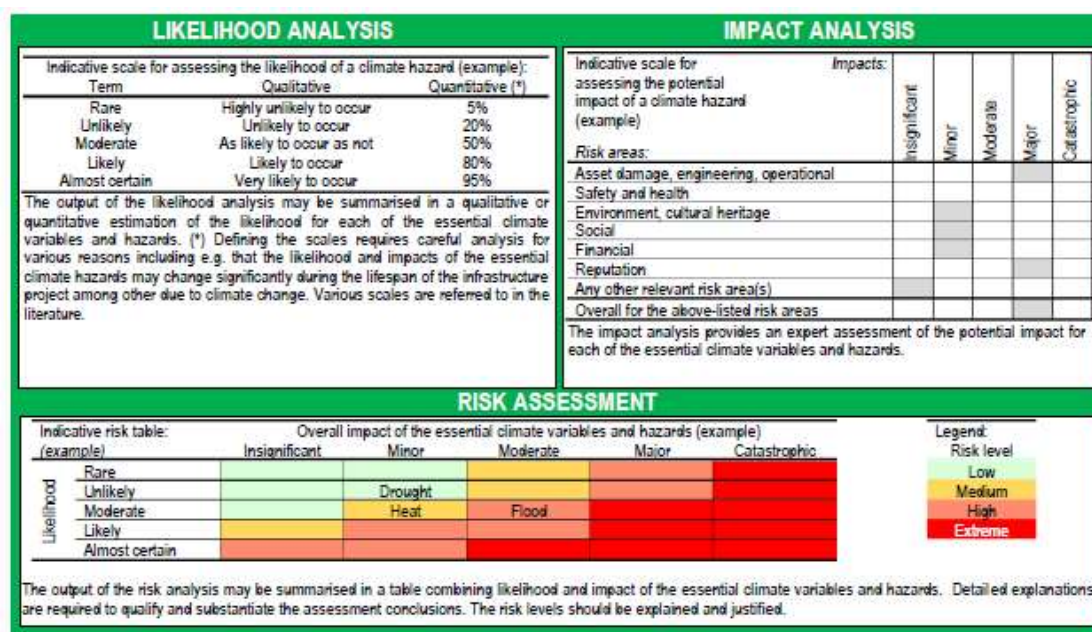 LIKELIHOOD ANALYSIS
Indicative scale for assessing the likelihood of a climate hazard (example):
Term Qualitative Quantitative (*)
Rare Highly unlikely to occur 5%
Unlikely Unlikely to occur 20%
Moderate As likely to occur as not 50%
Likely Likely to occur 80%
Almost certain Very likely to occur 95%
The output of the likelihood analysis may be summarised in a qualitative or
quantitative estimation of the likelihood for each of the essential climate
variables and hazards. (*) Defining the scales requires careful analysis for
various reasons including e.g. that the likelihood and impacts of the essential
climate hazards may change significantly during the lifespan of the infrastructure
project among other due to climate change. Various scales are referred to in the
literature.
IMPACT ANALYSIS
Indicative scale for Impacts:
assessing the potential
impact of a climate hazard
(example)
Risk areas:
Insignificant
Minor
Moderate
Major
Catastrophic
Asset damage, engineering, operational
Safety and health
Environment, cultural heritage
Social
Financial
Reputation
Any other relevant risk area(s)
Overall for the above-listed risk areas
The impact analysis provides an expert assessment of the potential impact for
each of the essential climate variables and hazards.
RISK ASSESSMENT
Indicative risk table: Overall impact of the essential climate variables and hazards (example)
(example) Insignificant Minor Moderate Major Catastrophic
Likelihood
Rare
Unlikely Drought
Moderate Heat Flood
Likely
Almost certain
Legend:
Risk level
Low
Medium
High
Extreme
The output of the risk analysis may be summarised in a table combining likelihood and impact of the essential climate variables and hazards. Detailed explanations
are required to qualify and substantiate the assessment conclusions. The risk levels should be explained and justified.